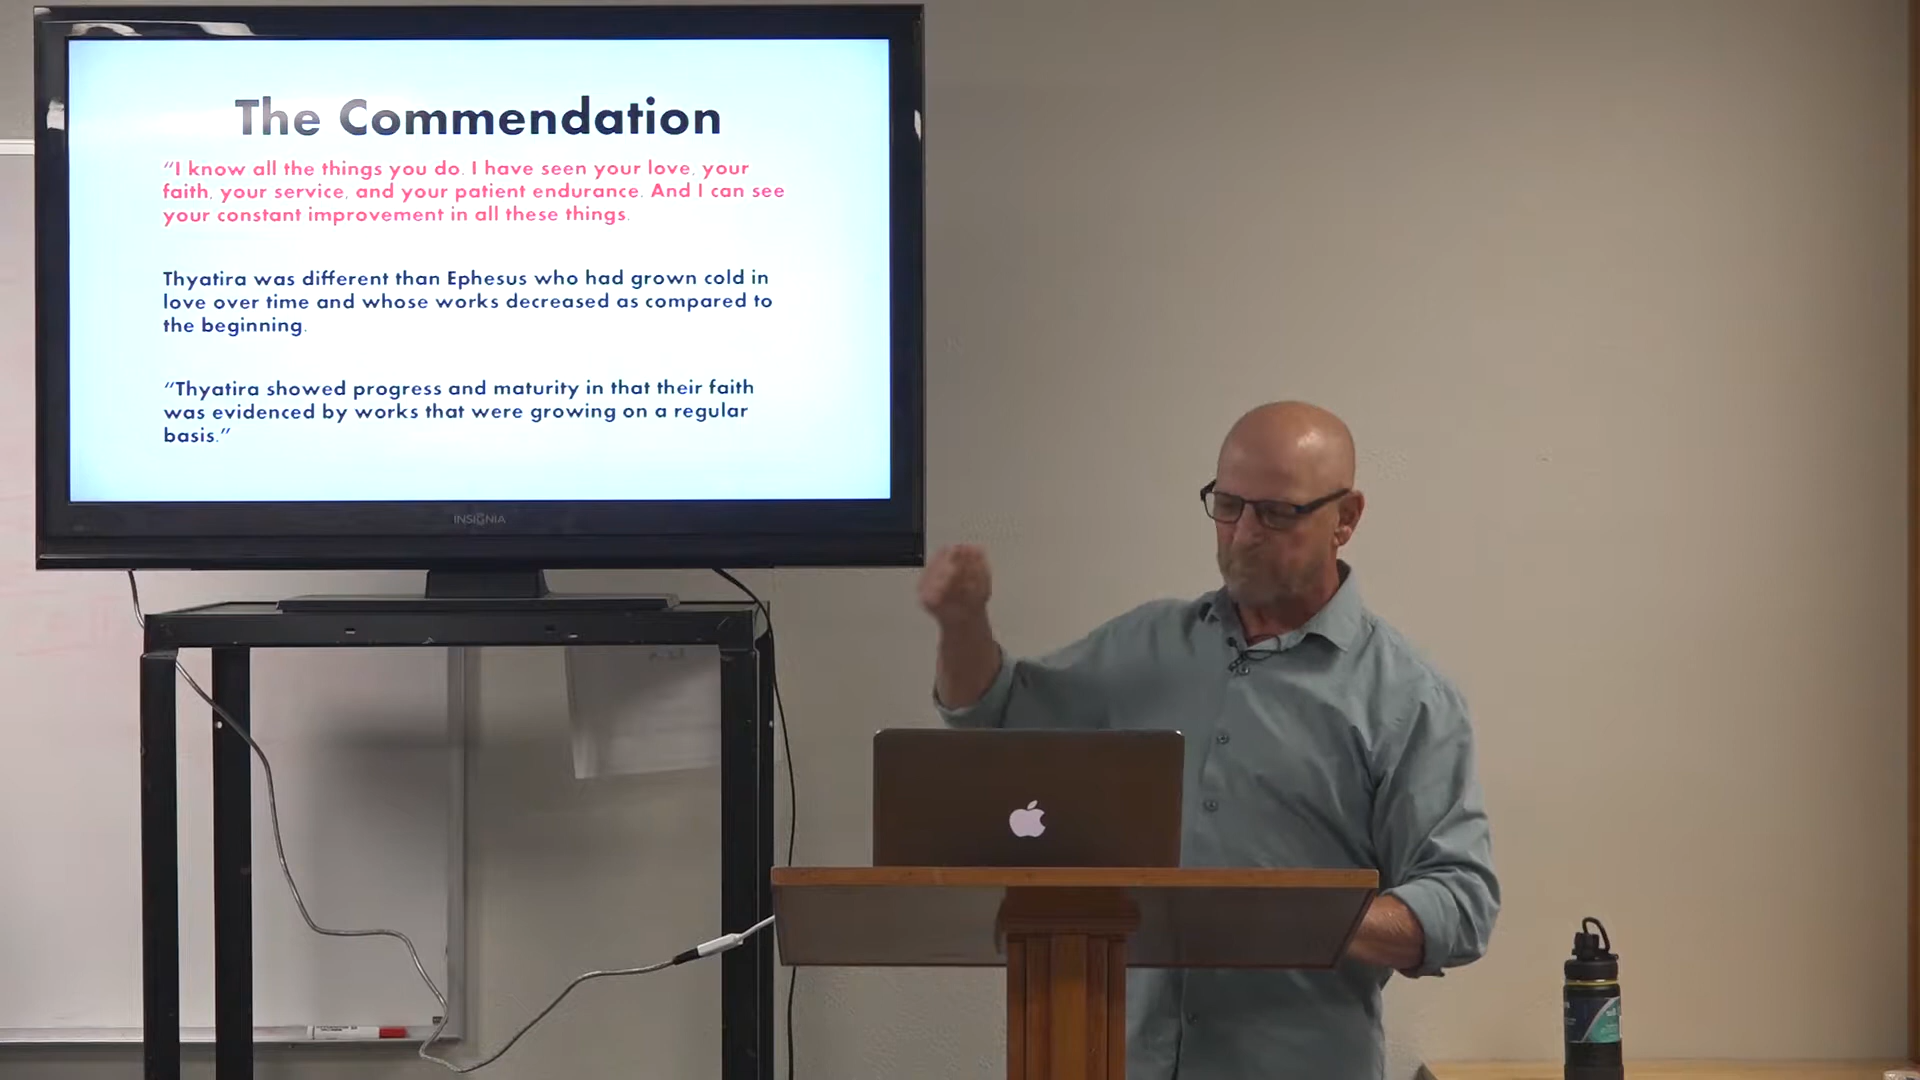 The Commendation
“I know all the things you do. I have seen your love, your
faith, your service, and your patient endurance. And I can see
your constant improvement in all these things.
Thyatira was different than Ephesus who had grown cold in
love over time and whose works decreased as compared to
the beginning.
“Thyatira showed progress and maturity in that their faith
was evidenced by works that were growing on a regular
basis.”
INSIGNIA